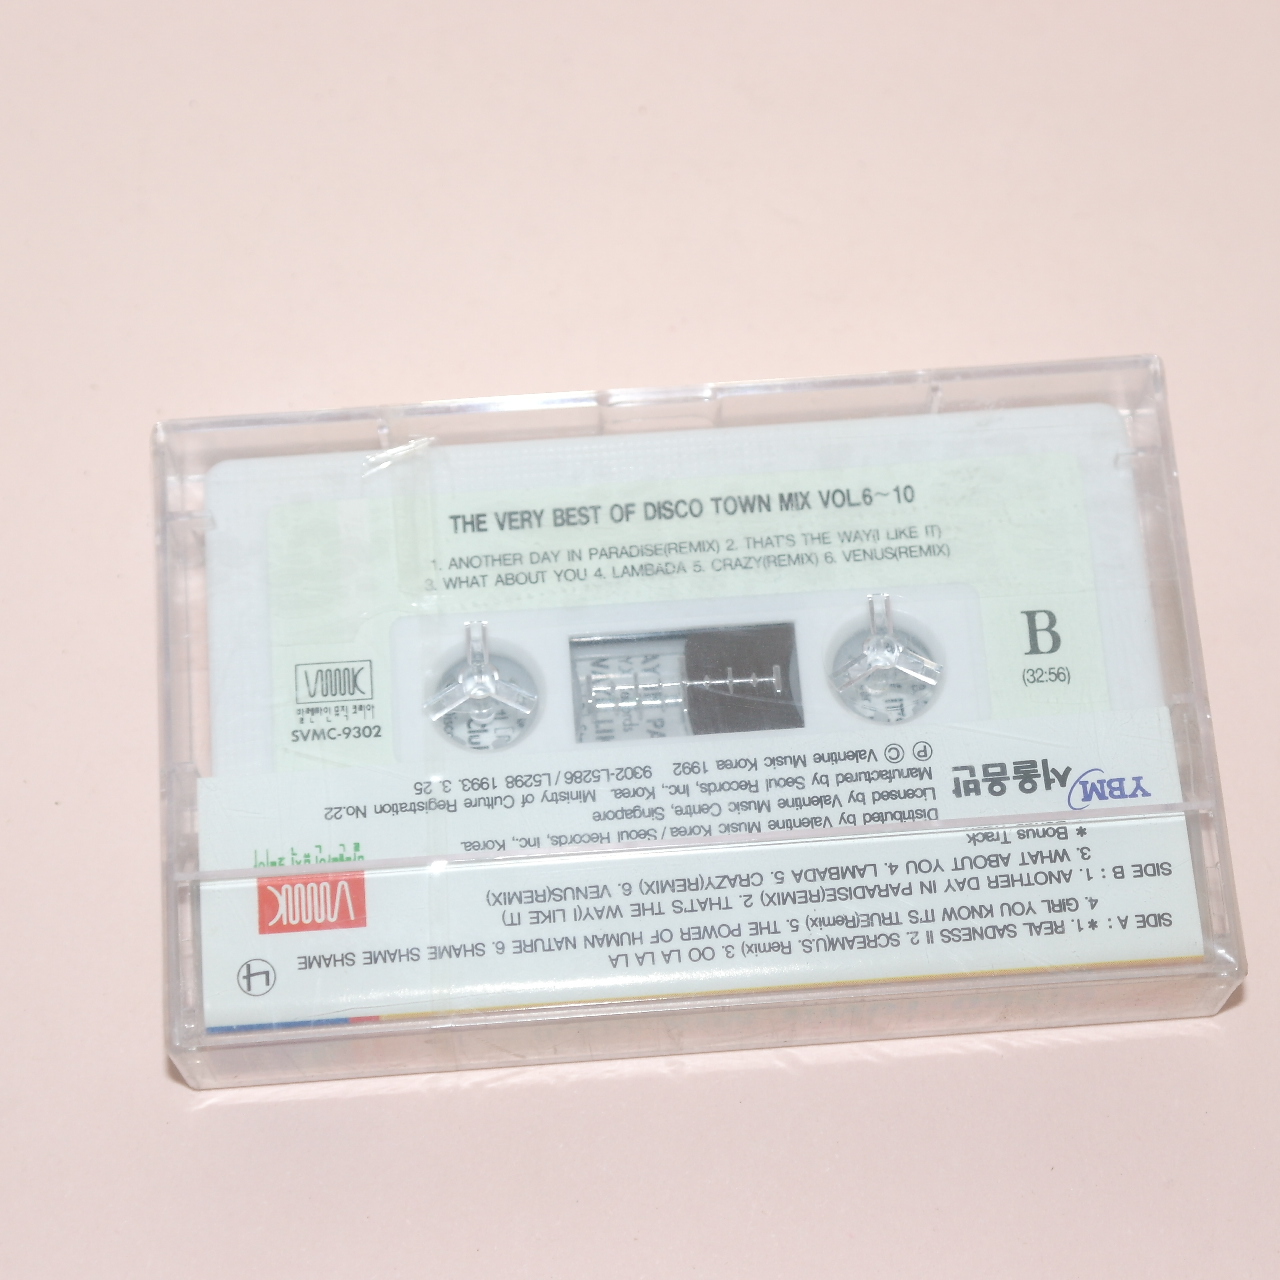 THE VERY BEST OF DISCO TOWN MIX VOL.6~10
1. ANOTHER DAY IN PARADISE(REMIX) 2. THAT'S THE WAY(I LIKE IT)
3. WHAT ABOUT YOU 4. LAMBADA 5. CRAZY(REMIX) 6. VENUS(REMIX)
B
(32:56)
VMK
SVMC-9302
SIDE A : * 1. REAL SADNESS II 2. SCREAM(U.S. Remix) 3. OO LA LA LA
4. GIRL YOU KNOW IT'S TRUE(Remix) 5. THE POWER OF HUMAN NATURE 6. SHAME SHAME SHAME
SIDE B : 1. ANOTHER DAY IN PARADISE(REMIX) 2. THAT'S THE WAY(I LIKE IT)
3. WHAT ABOUT YOU 4. LAMBADA 5. CRAZY(REMIX) 6. VENUS(REMIX)
* Bonus Track
4
VMK
YBM 서울음반
Distributed by Valentine Music Korea / Seoul Records, Inc., Korea.
Licensed by Valentine Music Centre, Singapore
Manufactured by Seoul Records, Inc., Korea. Ministry of Culture Registration No.22
Ⓟ Ⓒ Valentine Music Korea 1992 9302-L5286 / L5298 1993. 3. 25